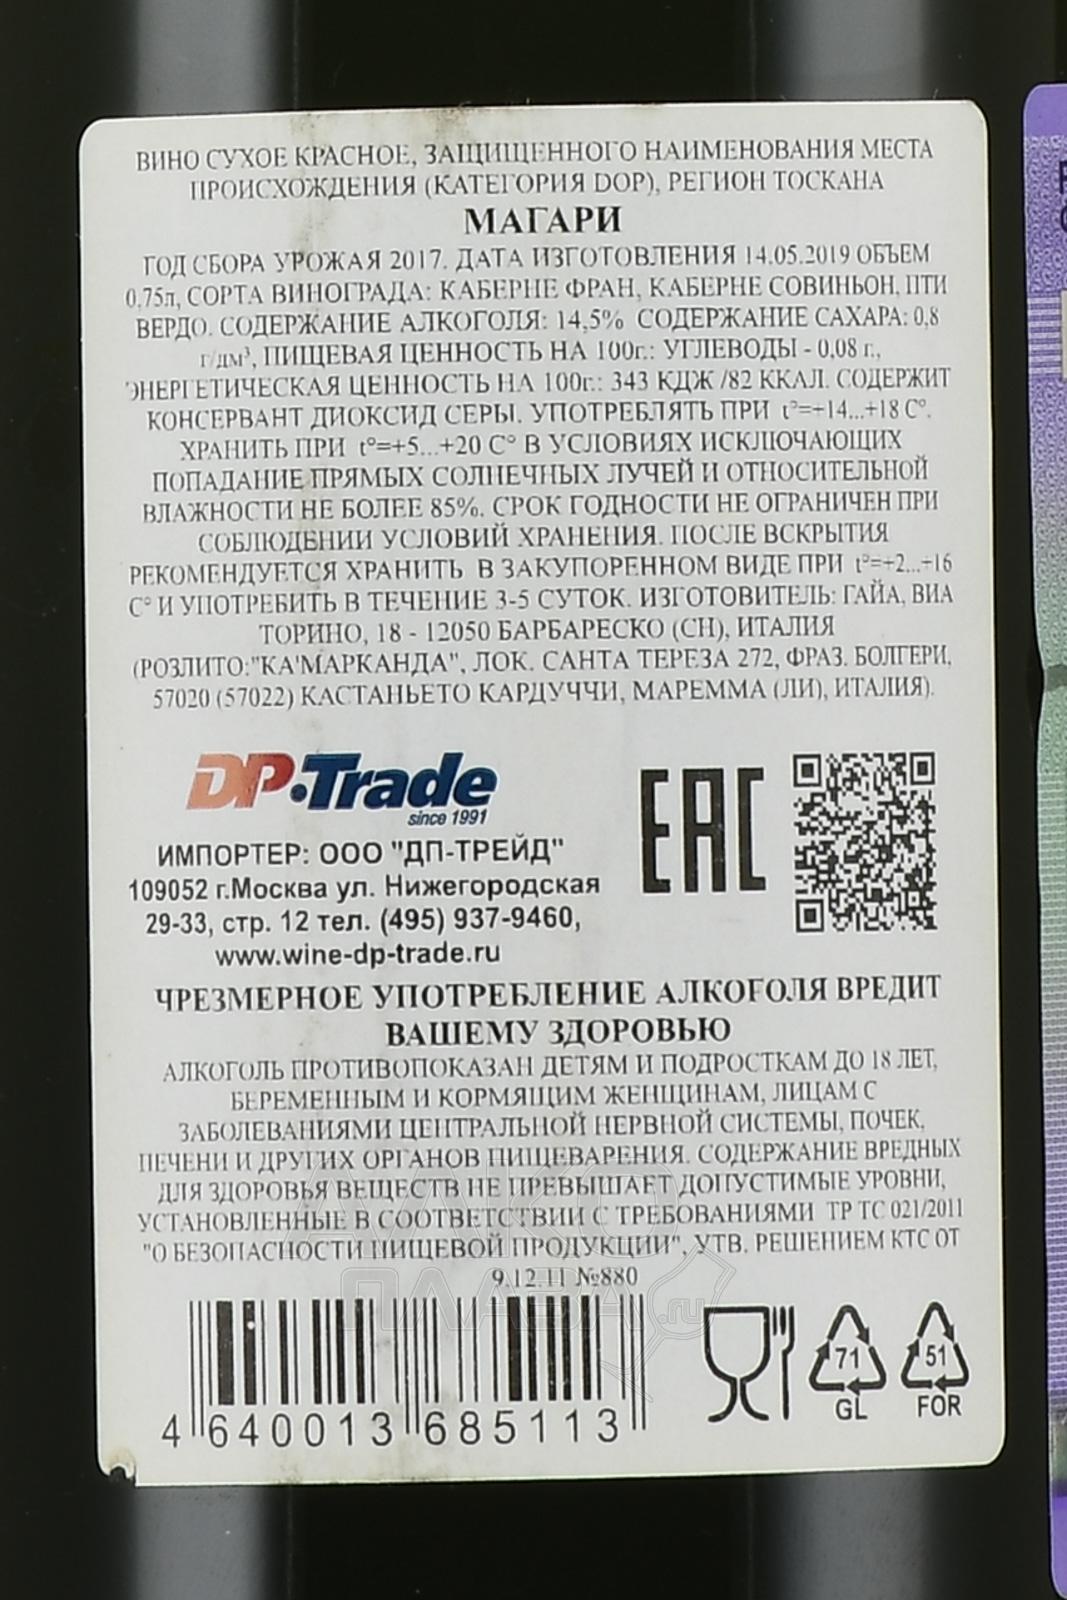 ВИНО СУХОЕ КРАСНОЕ, ЗАЩИЩЕННОГО НАИМЕНОВАНИЯ МЕСТА
ПРОИСХОЖДЕНИЯ (КАТЕГОРИЯ DOP), РЕГИОН ТОСКАНА
МАГАРИ
ГОД СБОРА УРОЖАЯ 2017. ДАТА ИЗГОТОВЛЕНИЯ 14.05.2019 ОБЪЕМ
0,75л, СОРТА ВИНОГРАДА: КАБЕРНЕ ФРАН, КАБЕРНЕ СОВИНЬОН, ПТИ
ВЕРДО. СОДЕРЖАНИЕ АЛКОГОЛЯ: 14,5% СОДЕРЖАНИЕ САХАРА: 0,8
г/дм³, ПИЩЕВАЯ ЦЕННОСТЬ НА 100г.: УГЛЕВОДЫ - 0,08 г.,
ЭНЕРГЕТИЧЕСКАЯ ЦЕННОСТЬ НА 100г.: 343 КДЖ /82 ККАЛ. СОДЕРЖИТ
КОНСЕРВАНТ ДИОКСИД СЕРЫ. УПОТРЕБЛЯТЬ ПРИ t°=+14...+18 C°.
ХРАНИТЬ ПРИ t°=+5...+20 C° В УСЛОВИЯХ ИСКЛЮЧАЮЩИХ
ПОПАДАНИЕ ПРЯМЫХ СОЛНЕЧНЫХ ЛУЧЕЙ И ОТНОСИТЕЛЬНОЙ
ВЛАЖНОСТИ НЕ БОЛЕЕ 85%. СРОК ГОДНОСТИ НЕ ОГРАНИЧЕН ПРИ
СОБЛЮДЕНИИ УСЛОВИЙ ХРАНЕНИЯ. ПОСЛЕ ВСКРЫТИЯ
РЕКОМЕНДУЕТСЯ ХРАНИТЬ В ЗАКУПОРЕННОМ ВИДЕ ПРИ t°=+2...+16
C° И УПОТРЕБИТЬ В ТЕЧЕНИЕ 3-5 СУТОК. ИЗГОТОВИТЕЛЬ: ГАЙА, ВИА
ТОРИНО, 18 - 12050 БАРБАРЕСКО (CH), ИТАЛИЯ
(РОЗЛИТО:"КА'МАРКАНДА", ЛОК. САНТА ТЕРЕЗА 272, ФРАЗ. БОЛГЕРИ,
57020 (57022) КАСТАНЬЕТО КАРДУЧЧИ, МАРЕММА (ЛИ), ИТАЛИЯ).
DP·Trade
since 1991
EAC
ИМПОРТЕР: ООО "ДП-ТРЕЙД"
109052 г.Москва ул. Нижегородская
29-33, стр. 12 тел. (495) 937-9460,
www.wine-dp-trade.ru
ЧРЕЗМЕРНОЕ УПОТРЕБЛЕНИЕ АЛКОГОЛЯ ВРЕДИТ
ВАШЕМУ ЗДОРОВЬЮ
АЛКОГОЛЬ ПРОТИВОПОКАЗАН ДЕТЯМ И ПОДРОСТКАМ ДО 18 ЛЕТ,
БЕРЕМЕННЫМ И КОРМЯЩИМ ЖЕНЩИНАМ, ЛИЦАМ С
ЗАБОЛЕВАНИЯМИ ЦЕНТРАЛЬНОЙ НЕРВНОЙ СИСТЕМЫ, ПОЧЕК,
ПЕЧЕНИ И ДРУГИХ ОРГАНОВ ПИЩЕВАРЕНИЯ. СОДЕРЖАНИЕ ВРЕДНЫХ
ДЛЯ ЗДОРОВЬЯ ВЕЩЕСТВ НЕ ПРЕВЫШАЕТ ДОПУСТИМЫЕ УРОВНИ,
УСТАНОВЛЕННЫЕ В СООТВЕТСТВИИ С ТРЕБОВАНИЯМИ ТР ТС 021/2011
"О БЕЗОПАСНОСТИ ПИЩЕВОЙ ПРОДУКЦИИ", УТВ. РЕШЕНИЕМ КТС ОТ
9.12.11 №880
АЛКО
ПЛАЗА.ru
4 640013 685113
71
GL
51
FOR